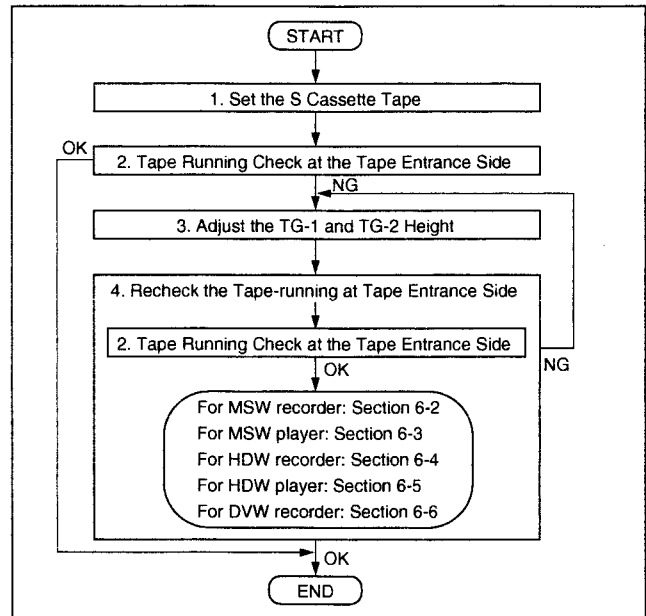 START
1. Set the S Cassette Tape
OK
2. Tape Running Check at the Tape Entrance Side
NG
3. Adjust the TG-1 and TG-2 Height
4. Recheck the Tape-running at Tape Entrance Side
2. Tape Running Check at the Tape Entrance Side
OK
NG
For MSW recorder: Section 6-2
For MSW player: Section 6-3
For HDW recorder: Section 6-4
For HDW player: Section 6-5
For DVW recorder: Section 6-6
OK
END